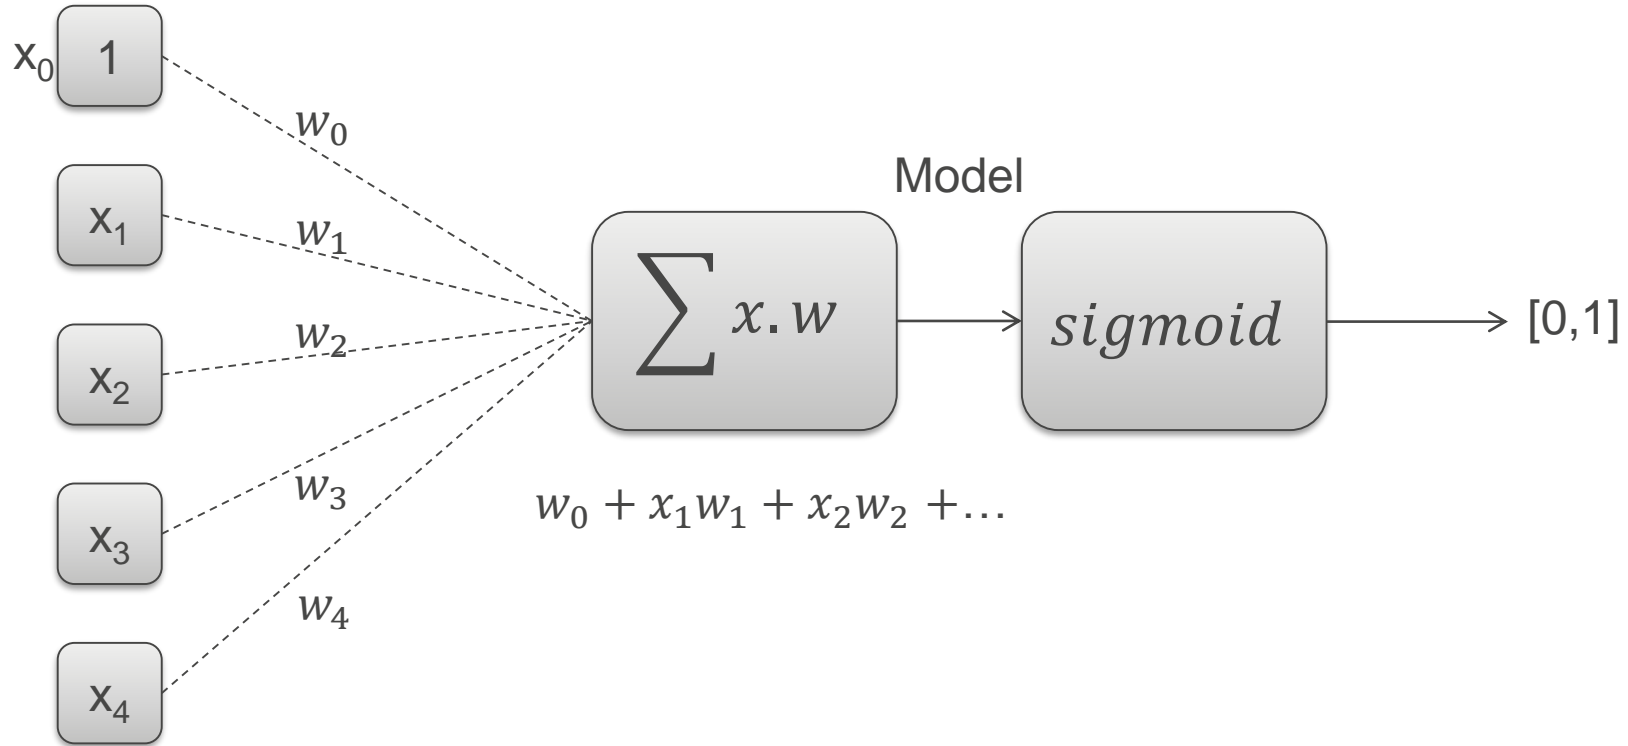 x₀ 1
w₀
x₁
w₁
x₂
w₂
x₃
w₃
x₄
w₄
Model
∑ x.w
sigmoid
[0,1]
w₀ + x₁w₁ + x₂w₂ +…